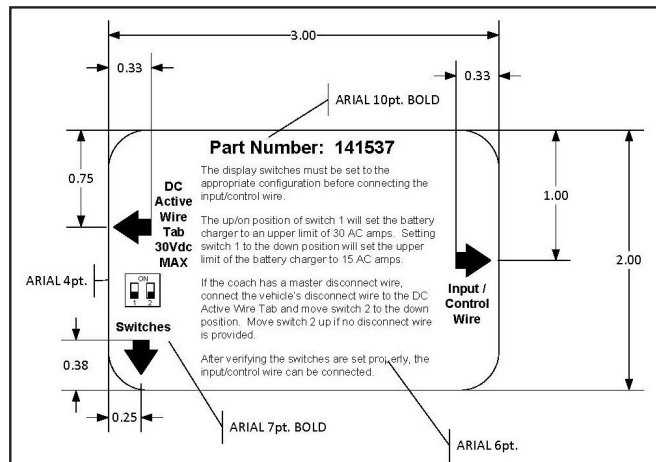 3.00
0.33
0.33
ARIAL 10pt. BOLD
Part Number: 141537
The display switches must be set to the
appropriate configuration before connecting the
input/control wire.
The up/on position of switch 1 will set the battery
charger to an upper limit of 30 AC amps. Setting
switch 1 to the down position will set the upper
limit of the battery charger to 15 AC amps.
If the coach has a master disconnect wire,
connect the vehicle's disconnect wire to the DC
Active Wire Tab and move switch 2 to the down
position. Move switch 2 up if no disconnect wire
is provided.
After verifying the switches are set properly, the
input/control wire can be connected.
0.75
DC
Active
Wire
Tab
30Vdc
MAX
ARIAL 4pt.
ON
1 2
Switches
0.38
0.25
ARIAL 7pt. BOLD
ARIAL 6pt.
Input /
Control
Wire
1.00
2.00